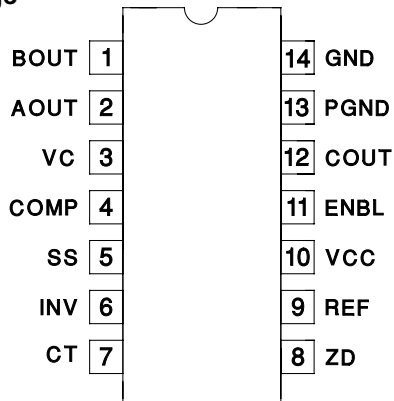 BOUT 1 14 GND
AOUT 2 13 PGND
VC 3 12 COUT
COMP 4 11 ENBL
SS 5 10 VCC
INV 6 9 REF
CT 7 8 ZD